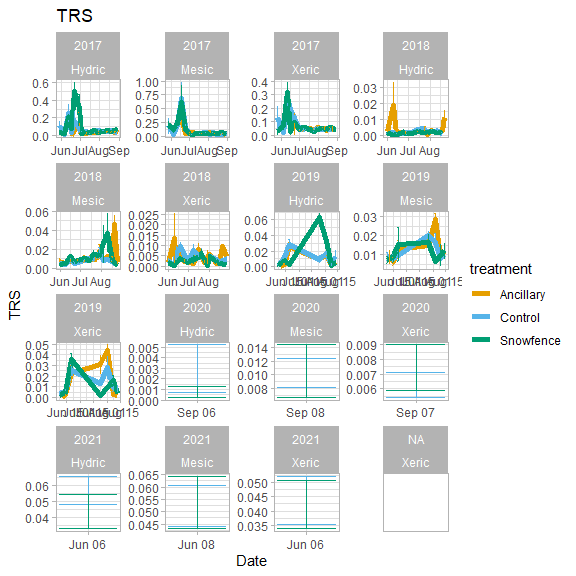 TRS
2017 2017 2017 2018
Hydric Mesic Xeric Hydric
0.6 1.00 0.4 0.03
0.4 0.75 0.3 0.02
0.2 0.50 0.2 0.01
0.0 0.25 0.1 0.00
0.00 0.0
Jun Jul Aug Sep Jun Jul Aug Sep Jun Jul Aug Sep Jun Jul Aug
2018 2018 2019 2019
Mesic Xeric Hydric Mesic
0.06 0.025 0.06 0.03
0.04 0.020 0.04 0.02
0.02 0.015 0.02 0.01
0.00 0.010 0.00
0.005
0.000
Jun Jul Aug Jun Jul Aug
2019 2020 2020 2020
Xeric Hydric Mesic Xeric
0.05 0.005 0.014 0.009
0.04 0.004 0.012 0.008
0.03 0.003 0.010 0.007
0.02 0.002 0.008 0.006
0.01 0.001
0.00 0.000
Sep 06 Sep 08 Sep 07
2021 2021 2021 NA
Hydric Mesic Xeric Xeric
0.06 0.065 0.050
0.05 0.060 0.045
0.04 0.055 0.040
0.050 0.035
0.045
Jun 06 Jun 08 Jun 06
Date
TRS
treatment
Ancillary
Control
Snowfence